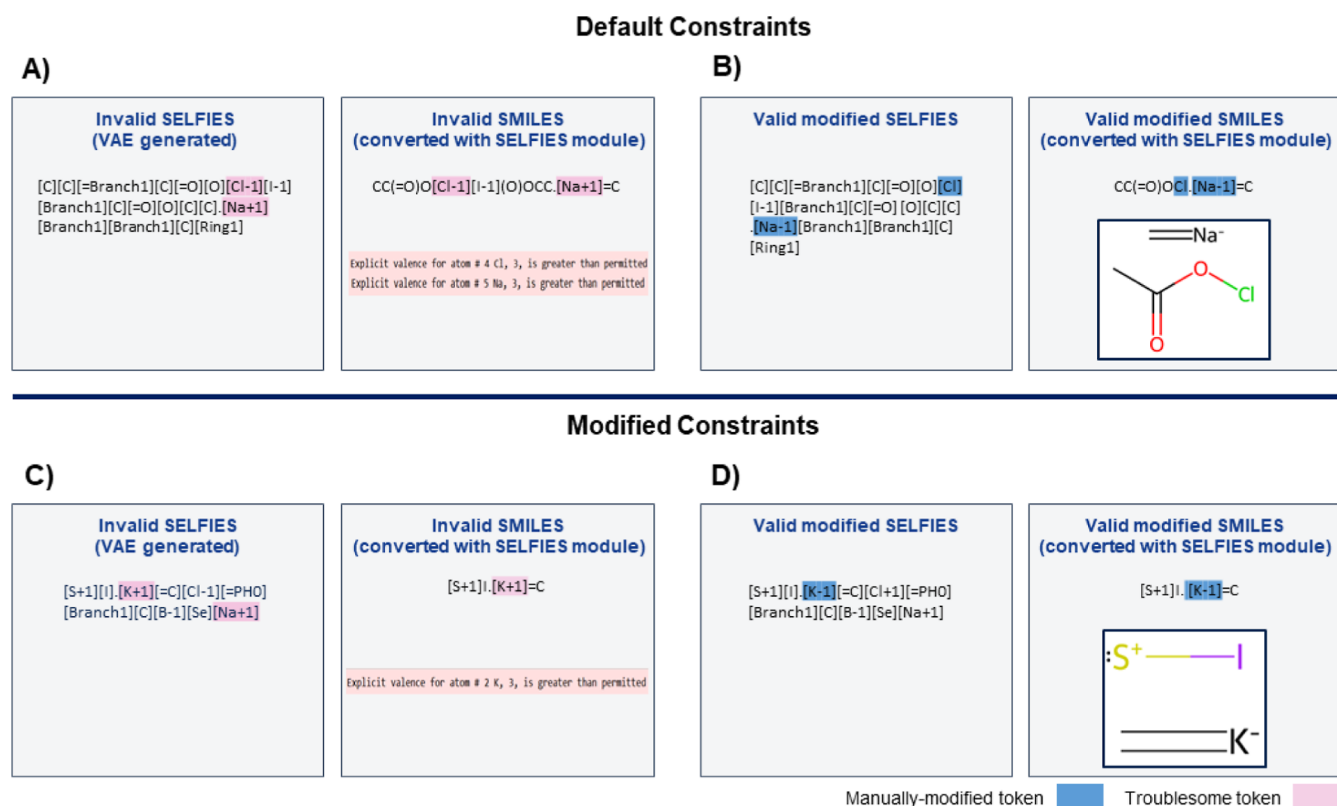 Default Constraints
A)
Invalid SELFIES
(VAE generated)
[C][C][=Branch1][C][=O][O][Cl-1][I-1]
[Branch1][C][=O][O][C][C].[Na+1]
[Branch1][Branch1][C][Ring1]
Invalid SMILES
(converted with SELFIES module)
CC(=O)O[Cl-1][I-1](O)OCC.[Na+1]=C
Explicit valence for atom # 4 Cl, 3, is greater than permitted
Explicit valence for atom # 5 Na, 3, is greater than permitted
B)
Valid modified SELFIES
[C][C][=Branch1][C][=O][O][Cl]
[I-1][Branch1][C][=O] [O][C][C]
.[Na-1][Branch1][Branch1][C]
[Ring1]
Valid modified SMILES
(converted with SELFIES module)
CC(=O)OCl.[Na-1]=C
Na-
O
Cl
O
Modified Constraints
C)
Invalid SELFIES
(VAE generated)
[S+1][I].[K+1][=C][Cl-1][=PH0]
[Branch1][C][B-1][Se][Na+1]
Invalid SMILES
(converted with SELFIES module)
[S+1]I.[K+1]=C
Explicit valence for atom # 2 K, 3, is greater than permitted
D)
Valid modified SELFIES
[S+1][I].[K-1][=C][Cl+1][=PH0]
[Branch1][C][B-1][Se][Na+1]
Valid modified SMILES
(converted with SELFIES module)
[S+1]I.[K-1]=C
:S+ I
K-
Manually-modified token
Troublesome token